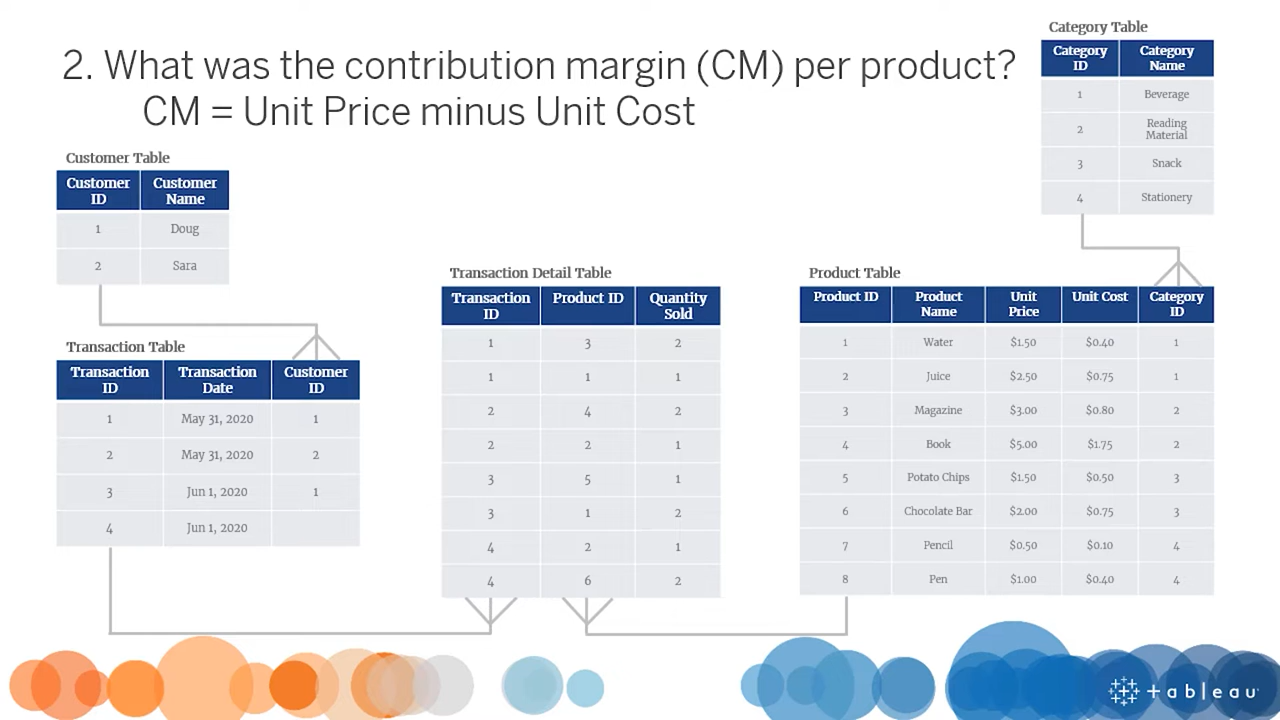 2. What was the contribution margin (CM) per product?
CM = Unit Price minus Unit Cost
Category Table
Category ID Category Name
1 Beverage
2 Reading Material
3 Snack
4 Stationery
Customer Table
Customer ID Customer Name
1 Doug
2 Sara
Transaction Table
Transaction ID Transaction Date Customer ID
1 May 31, 2020 1
2 May 31, 2020 2
3 Jun 1, 2020 1
4 Jun 1, 2020
Transaction Detail Table
Transaction ID Product ID Quantity Sold
1 3 2
1 1 1
2 4 2
2 2 1
3 5 1
3 1 2
4 2 1
4 6 2
Product Table
Product ID Product Name Unit Price Unit Cost Category ID
1 Water $1.50 $0.40 1
2 Juice $2.50 $0.75 1
3 Magazine $3.00 $0.80 2
4 Book $5.00 $1.75 2
5 Potato Chips $1.50 $0.50 3
6 Chocolate Bar $2.00 $0.75 3
7 Pencil $0.50 $0.10 4
8 Pen $1.00 $0.40 4
tableau